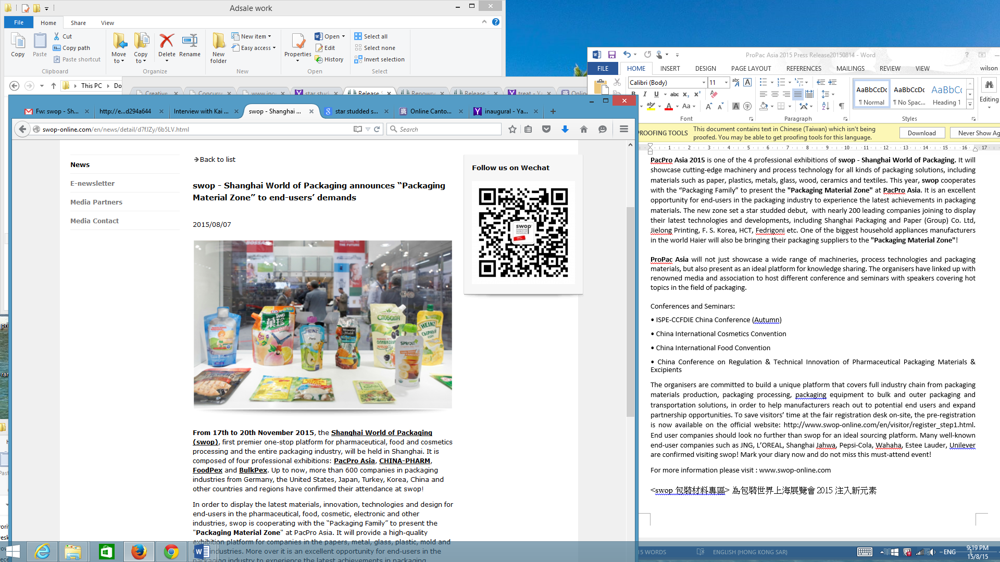 Adsale work
File
Home
Share
View
Copy
Paste
Cut
Copy path
Paste shortcut
Clipboard
Move to
Copy to
Delete
Rename
Organize
New folder
New item
Easy access
New
Properties
Open
Edit
History
Open
Select all
Select none
Invert selection
Select
This PC
Do
Creative
Concurre
www.ino
star stud
Release S
Renowne
Release S
treat - Ya
Onlin
Fw: swop - Sh...
http://e...d294a644
Interview with Kai ...
swop - Shanghai ...
star studded s...
Online Canto...
inaugural - Ya...
swop-online.com/en/news/detail/d7fJZy/6b5LV.html
Search
News
E-newsletter
Media Partners
Media Contact
Back to list
swop - Shanghai World of Packaging announces “Packaging
Material Zone” to end-users’ demands
2015/08/07
TANG
菓珍
HEINZ
Pero
Minute Maid
СЛОБОДА
SPROUT
HEINZ
СЫРНЫЙ
From 17th to 20th November 2015, the Shanghai World of Packaging
(swop), first premier one-stop platform for pharmaceutical, food and cosmetics
processing and the entire packaging industry, will be held in Shanghai. It is
composed of four professional exhibitions: PacPro Asia, CHINA-PHARM,
FoodPex and BulkPex. Up to now, more than 600 companies in packaging
industries from Germany, the United States, Japan, Turkey, Korea, China and
other countries and regions have confirmed their attendance at swop!
In order to display the latest materials, innovation, technologies and design for
end-users in the pharmaceutical, food, cosmetic, electronic and other
industries, swop is cooperating with the “Packaging Family” to present the
"Packaging Material Zone" at PacPro Asia. It will provide a high-quality
exhibition platform for companies in the papers, metal, glass, plastic, mold and
industries. More over it is an excellent opportunity for end-users in the
packaging industry to experience the latest achievements in packaging
Follow us on Wechat
swop
ProPac Asia 2015 Press Release20150814 - Word
FILE
HOME
INSERT
DESIGN
PAGE LAYOUT
REFERENCES
MAILINGS
REVIEW
VIEW
wilson
Calibri (Body)
11
Font
Paragraph
AaBbCcDc
¶ Normal
AaBbCcDc
¶ No Spac...
AaBbCc
Heading 1
Styles
Editing
PROOFING TOOLS
This document contains text in Chinese (Taiwan) which isn't being
proofed. You may be able to get proofing tools for this language.
Download
Never Show Ag
1 2 3 4 5 6 7 8 9 10 11 12 13 14 15 16 17
PacPro Asia 2015 is one of the 4 professional exhibitions of swop - Shanghai World of Packaging. It will
showcase cutting-edge machinery and process technology for all kinds of packaging solutions, including
materials such as paper, plastics, metals, glass, wood, ceramics and textiles. This year, swop cooperates
with the “Packaging Family” to present the "Packaging Material Zone" at PacPro Asia. It is an excellent
opportunity for end-users in the packaging industry to experience the latest achievements in packaging
materials. The new zone set a star studded debut, with nearly 200 leading companies joining to display
their latest technologies and developments, including Shanghai Packaging and Paper (Group) Co. Ltd,
Jielong Printing, F. S. Korea, HCT, Fedrigoni etc. One of the biggest household appliances manufacturers
in the world Haier will also be bringing their packaging suppliers to the "Packaging Material Zone"!
ProPac Asia will not just showcase a wide range of machineries, process technologies and packaging
materials, but also present as an ideal platform for knowledge sharing. The organisers have linked up with
renowned media and association to host different conference and seminars with speakers covering hot
topics in the field of packaging.
Conferences and Seminars:
• ISPE-CCFDIE China Conference (Autumn)
• China International Cosmetics Convention
• China International Food Convention
• China Conference on Regulation & Technical Innovation of Pharmaceutical Packaging Materials &
Excipients
The organisers are committed to build a unique platform that covers full industry chain from packaging
materials production, packaging processing, packaging equipment to bulk and outer packaging and
transportation solutions, in order to help manufacturers reach out to potential end users and expand
partnership opportunities. To save visitors’ time at the fair registration desk on-site, the pre-registration
is now available on the official website: http://www.swop-online.com/en/visitor/register_step1.html.
End user companies should look no further than swop for an ideal sourcing platform. Many well-known
end-user companies such as JNG, L’OREAL, Shanghai Jahwa, Pepsi-Cola, Wahaha, Estee Lauder, Unilever
are confirmed visiting swop! Mark your diary now and do not miss this must-attend event!
For more information please visit : www.swop-online.com
<swop 包裝材料專區> 為包裝世界上海展覽會 2015 注入新元素
5 WORDS
ENGLISH (HONG KONG SAR)
ENG
9:19 PM
15/8/15